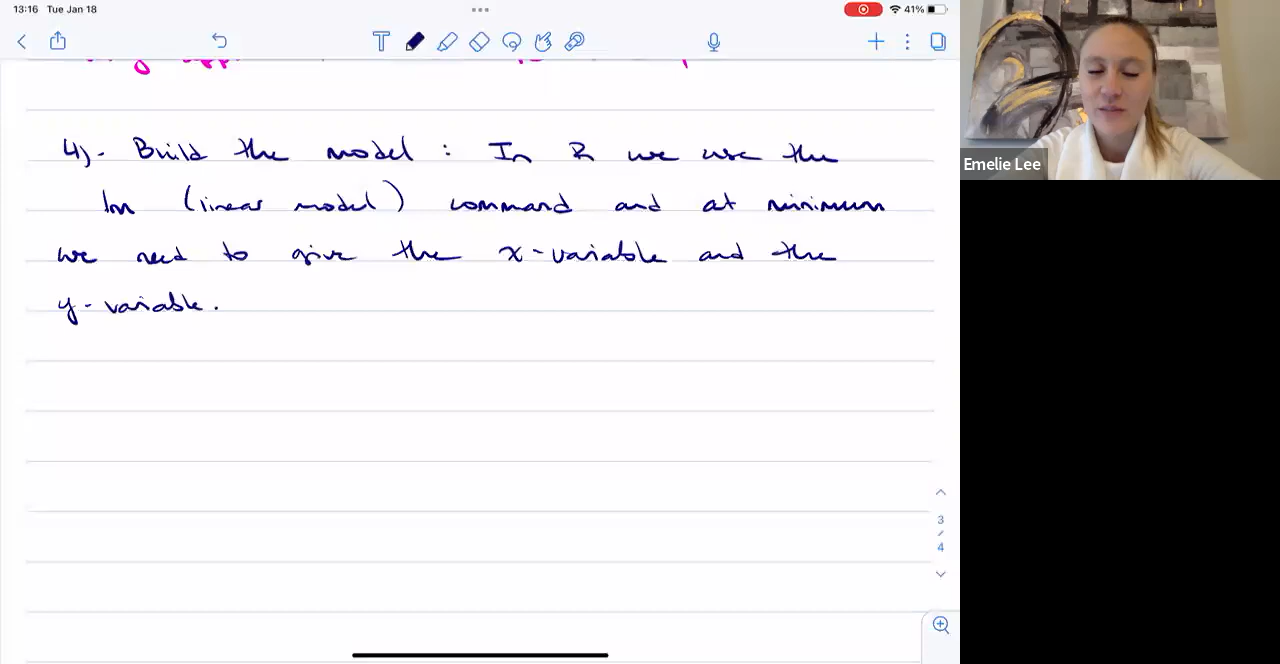 13:16 Tue Jan 18
41%
4).- Build the model : In R we use the
lm (linear model) command and at minimum
we need to give the x-variable and the
y-variable.
Emelie Lee
3
/
4